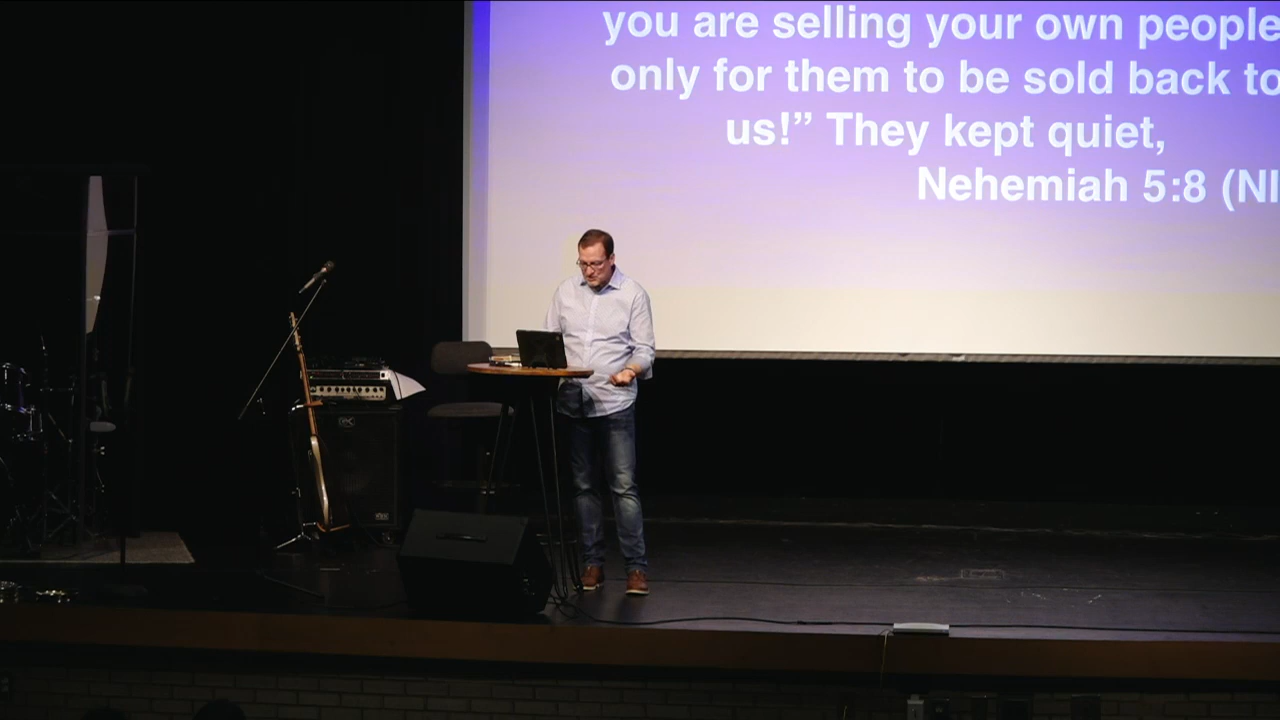 you are selling your own people
only for them to be sold back to
us!” They kept quiet,
Nehemiah 5:8 (NI